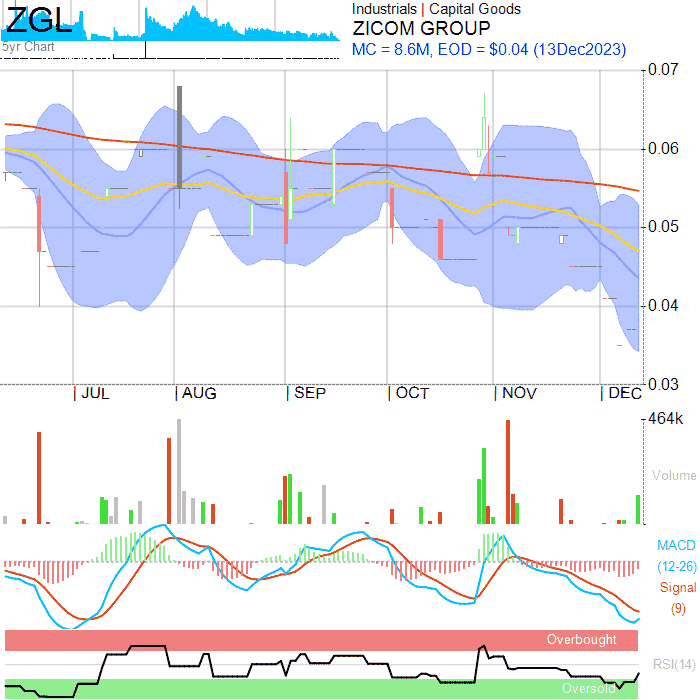 ZGL
5yr Chart
Industrials | Capital Goods
ZICOM GROUP
MC = 8.6M, EOD = $0.04 (13Dec2023)
0.07
0.06
0.05
0.04
0.03
JUL AUG SEP OCT NOV DEC
464k
Volume
MACD
(12-26)
Signal
(9)
Overbought
RSI(14)
Oversold